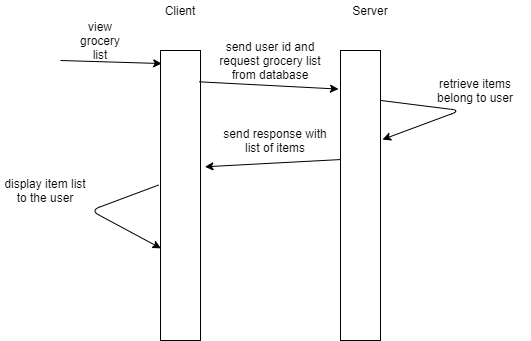 Client
Server
view
grocery
list
send user id and
request grocery list
from database
retrieve items
belong to user
send response with
list of items
display item list
to the user